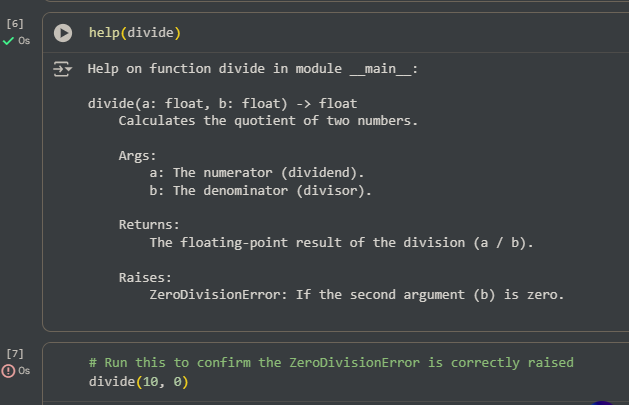 [6]
0s
help(divide)
Help on function divide in module __main__:
divide(a: float, b: float) -> float
Calculates the quotient of two numbers.
Args:
a: The numerator (dividend).
b: The denominator (divisor).
Returns:
The floating-point result of the division (a / b).
Raises:
ZeroDivisionError: If the second argument (b) is zero.
[7]
0s
# Run this to confirm the ZeroDivisionError is correctly raised
divide(10, 0)